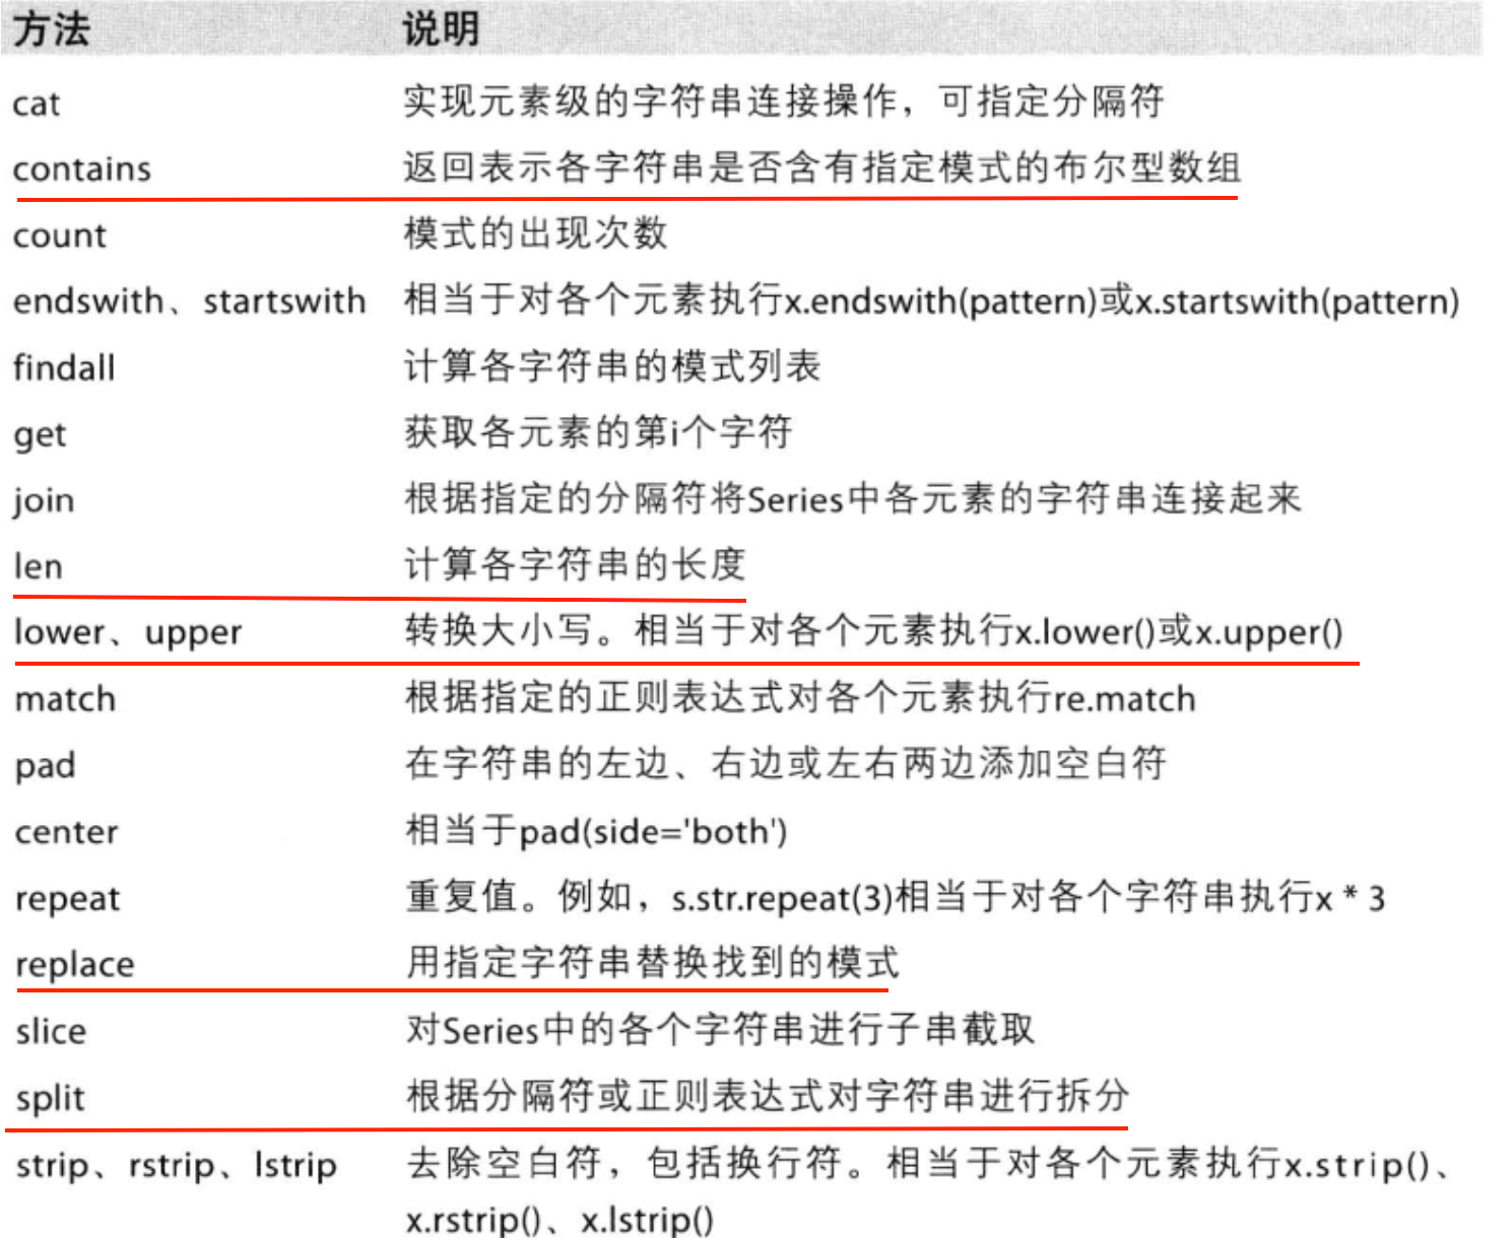 方法 说明
cat 实现元素级的字符串连接操作，可指定分隔符
contains 返回表示各字符串是否含有指定模式的布尔型数组
count 模式的出现次数
endswith、startswith 相当于对各个元素执行x.endswith(pattern)或x.startswith(pattern)
findall 计算各字符串的模式列表
get 获取各元素的第i个字符
join 根据指定的分隔符将Series中各元素的字符串连接起来
len 计算各字符串的长度
lower、upper 转换大小写。相当于对各个元素执行x.lower()或x.upper()
match 根据指定的正则表达式对各个元素执行re.match
pad 在字符串的左边、右边或左右两边添加空白符
center 相当于pad(side='both')
repeat 重复值。例如，s.str.repeat(3)相当于对各个字符串执行x * 3
replace 用指定字符串替换找到的模式
slice 对Series中的各个字符串进行子串截取
split 根据分隔符或正则表达式对字符串进行拆分
strip、rstrip、lstrip 去除空白符，包括换行符。相当于对各个元素执行x.strip()、
x.rstrip()、x.lstrip()